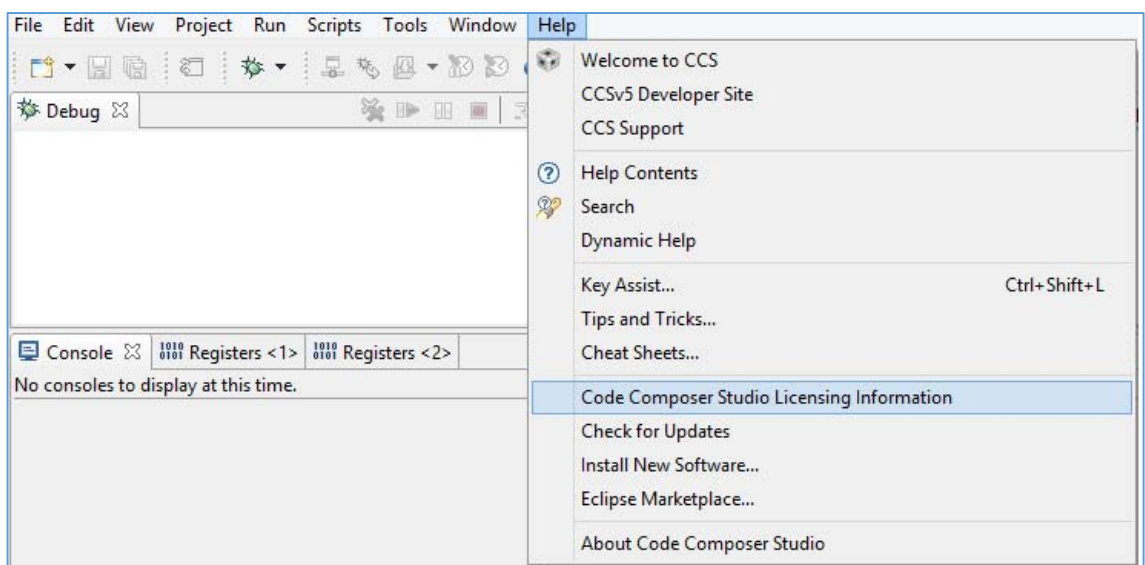 File Edit View Project Run Scripts Tools Window Help
Debug
Console Registers <1> Registers <2>
No consoles to display at this time.
Welcome to CCS
CCSv5 Developer Site
CCS Support
Help Contents
Search
Dynamic Help
Key Assist... Ctrl+Shift+L
Tips and Tricks...
Cheat Sheets...
Code Composer Studio Licensing Information
Check for Updates
Install New Software...
Eclipse Marketplace...
About Code Composer Studio